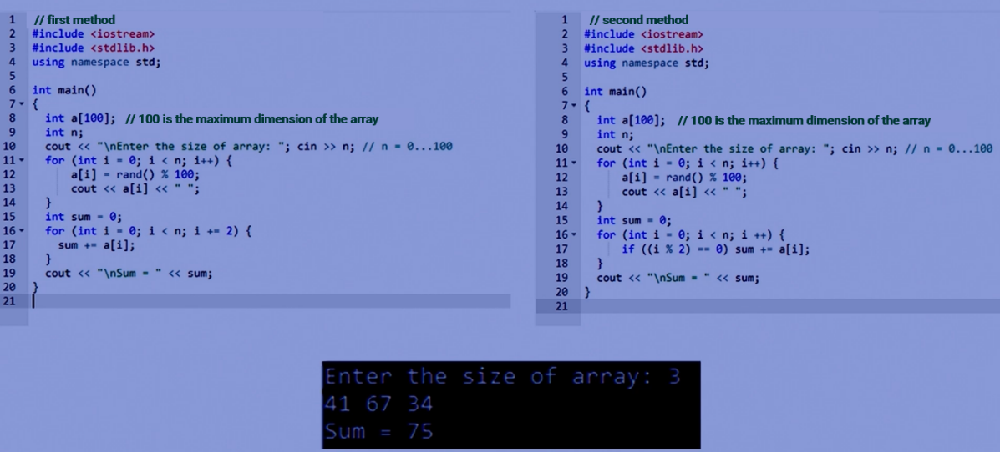 1 // first method
2 #include <iostream>
3 #include <stdlib.h>
4 using namespace std;
5
6 int main()
7 {
8 int a[100]; // 100 is the maximum dimension of the array
9 int n;
10 cout << "\nEnter the size of array: "; cin >> n; // n = 0...100
11 for (int i = 0; i < n; i++) {
12 a[i] = rand() % 100;
13 cout << a[i] << " ";
14 }
15 int sum = 0;
16 for (int i = 0; i < n; i += 2) {
17 sum += a[i];
18 }
19 cout << "\nSum = " << sum;
20 }
21
1 // second method
2 #include <iostream>
3 #include <stdlib.h>
4 using namespace std;
5
6 int main()
7 {
8 int a[100]; // 100 is the maximum dimension of the array
9 int n;
10 cout << "\nEnter the size of array: "; cin >> n; // n = 0...100
11 for (int i = 0; i < n; i++) {
12 a[i] = rand() % 100;
13 cout << a[i] << " ";
14 }
15 int sum = 0;
16 for (int i = 0; i < n; i ++) {
17 if ((i % 2) == 0) sum += a[i];
18 }
19 cout << "\nSum = " << sum;
20 }
21
Enter the size of array: 3
41 67 34
Sum = 75